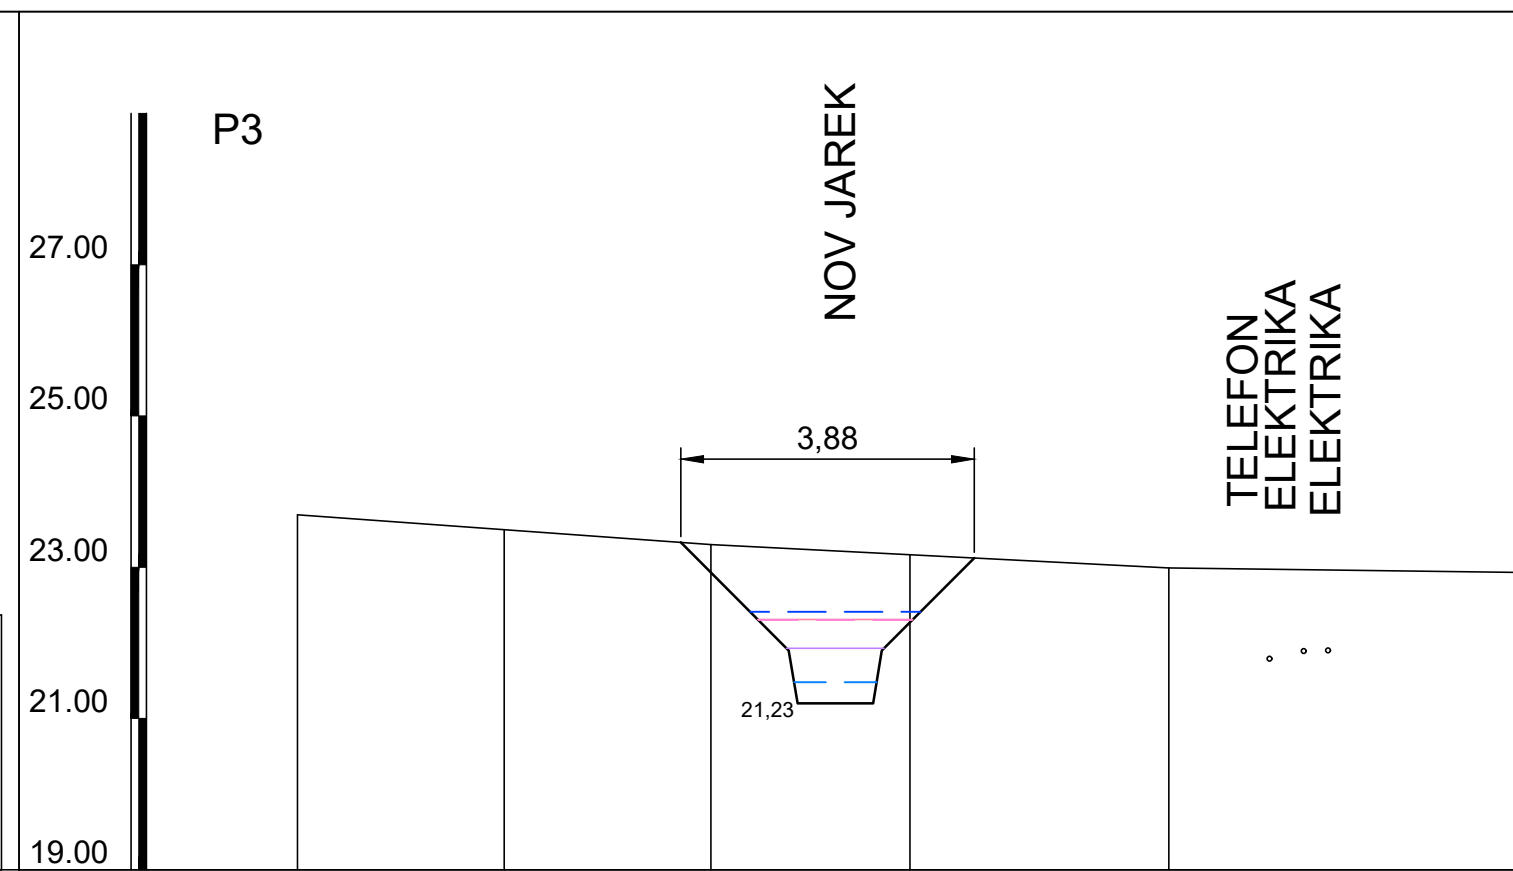 P3
NOV JAREK
27.00
25.00
TELEFON
ELEKTRIKA
ELEKTRIKA
3,88
23.00
21.00
21,23
19.00